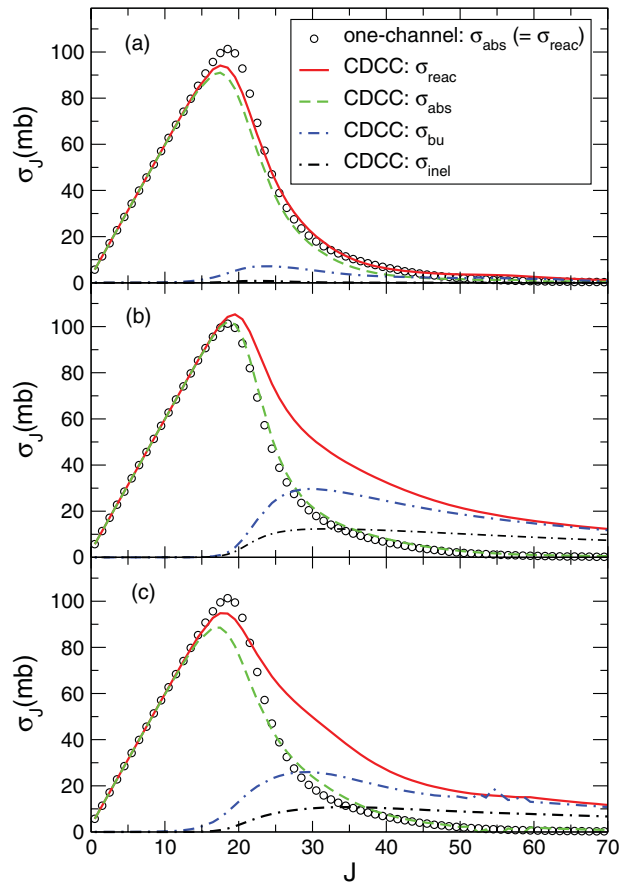 (a)
one-channel: σabs (= σreac)
CDCC: σreac
CDCC: σabs
CDCC: σbu
CDCC: σinel
σJ(mb)
100
80
60
40
20
0
(b)
σJ(mb)
100
80
60
40
20
0
(c)
σJ(mb)
100
80
60
40
20
0
0 10 20 30 40 50 60 70
J